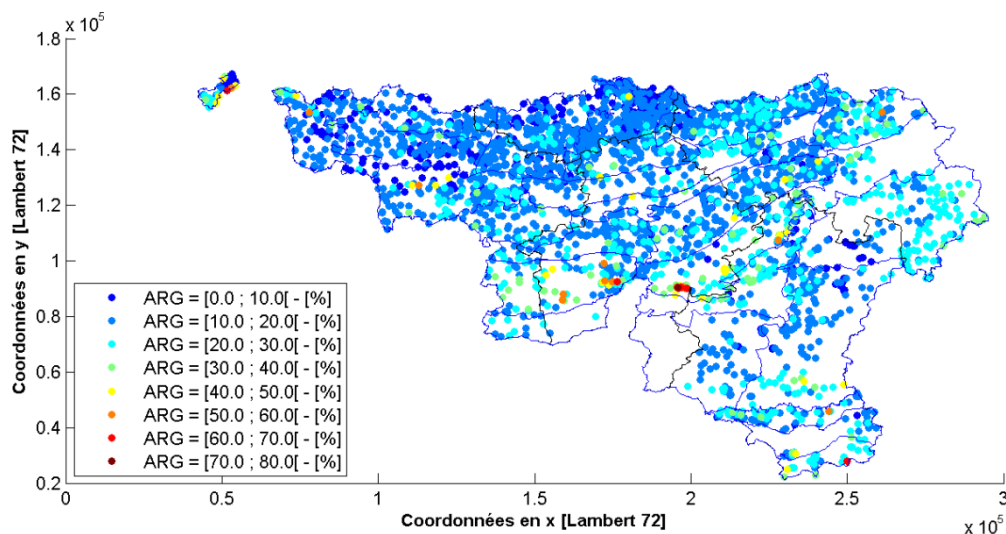 x 10^5
1.8
1.6
1.4
1.2
1
0.8
0.6
0.4
0.2
Coordonnées en y [Lambert 72]
ARG = [0.0 ; 10.0[ - [%]
ARG = [10.0 ; 20.0[ - [%]
ARG = [20.0 ; 30.0[ - [%]
ARG = [30.0 ; 40.0[ - [%]
ARG = [40.0 ; 50.0[ - [%]
ARG = [50.0 ; 60.0[ - [%]
ARG = [60.0 ; 70.0[ - [%]
ARG = [70.0 ; 80.0[ - [%]
0 0.5 1 1.5 2 2.5 3
Coordonnées en x [Lambert 72]
x 10^5